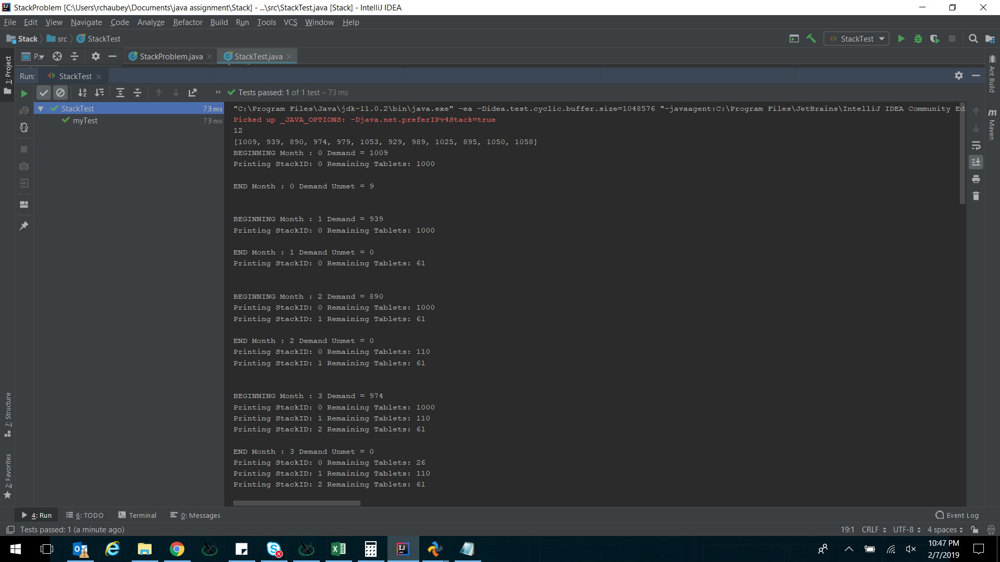 StackProblem [C:\Users\rchaubey\Documents\java assignment\Stack] - ...\src\StackTest.java [Stack] - IntelliJ IDEA
File Edit View Navigate Code Analyze Refactor Build Run Tools VCS Window Help
Stack src StackTest
StackTest
P..
StackProblem.java
StackTest.java
1: Project
Run: StackTest
Tests passed: 1 of 1 test – 73 ms
StackTest 73 ms
myTest 73 ms
"C:\Program Files\Java\jdk-11.0.2\bin\java.exe" -ea -Didea.test.cyclic.buffer.size=1048576 "-javaagent:C:\Program Files\JetBrains\IntelliJ IDEA Community Edi
Picked up _JAVA_OPTIONS: -Djava.net.preferIPv4Stack=true
12
[1009, 939, 890, 974, 979, 1053, 929, 989, 1025, 895, 1050, 1058]
BEGINNING Month : 0 Demand = 1009
Printing StackID: 0 Remaining Tablets: 1000
END Month : 0 Demand Unmet = 9
BEGINNING Month : 1 Demand = 939
Printing StackID: 0 Remaining Tablets: 1000
END Month : 1 Demand Unmet = 0
Printing StackID: 0 Remaining Tablets: 61
BEGINNING Month : 2 Demand = 890
Printing StackID: 0 Remaining Tablets: 1000
Printing StackID: 1 Remaining Tablets: 61
END Month : 2 Demand Unmet = 0
Printing StackID: 0 Remaining Tablets: 110
Printing StackID: 1 Remaining Tablets: 61
BEGINNING Month : 3 Demand = 974
Printing StackID: 0 Remaining Tablets: 1000
Printing StackID: 1 Remaining Tablets: 110
Printing StackID: 2 Remaining Tablets: 61
END Month : 3 Demand Unmet = 0
Printing StackID: 0 Remaining Tablets: 26
Printing StackID: 1 Remaining Tablets: 110
Printing StackID: 2 Remaining Tablets: 61
Ant Build
Maven
7: Structure
2: Favorites
4: Run 6: TODO Terminal 0: Messages Event Log
Tests passed: 1 (a minute ago) 19:1 CRLF UTF-8 4 spaces
10:47 PM
2/7/2019